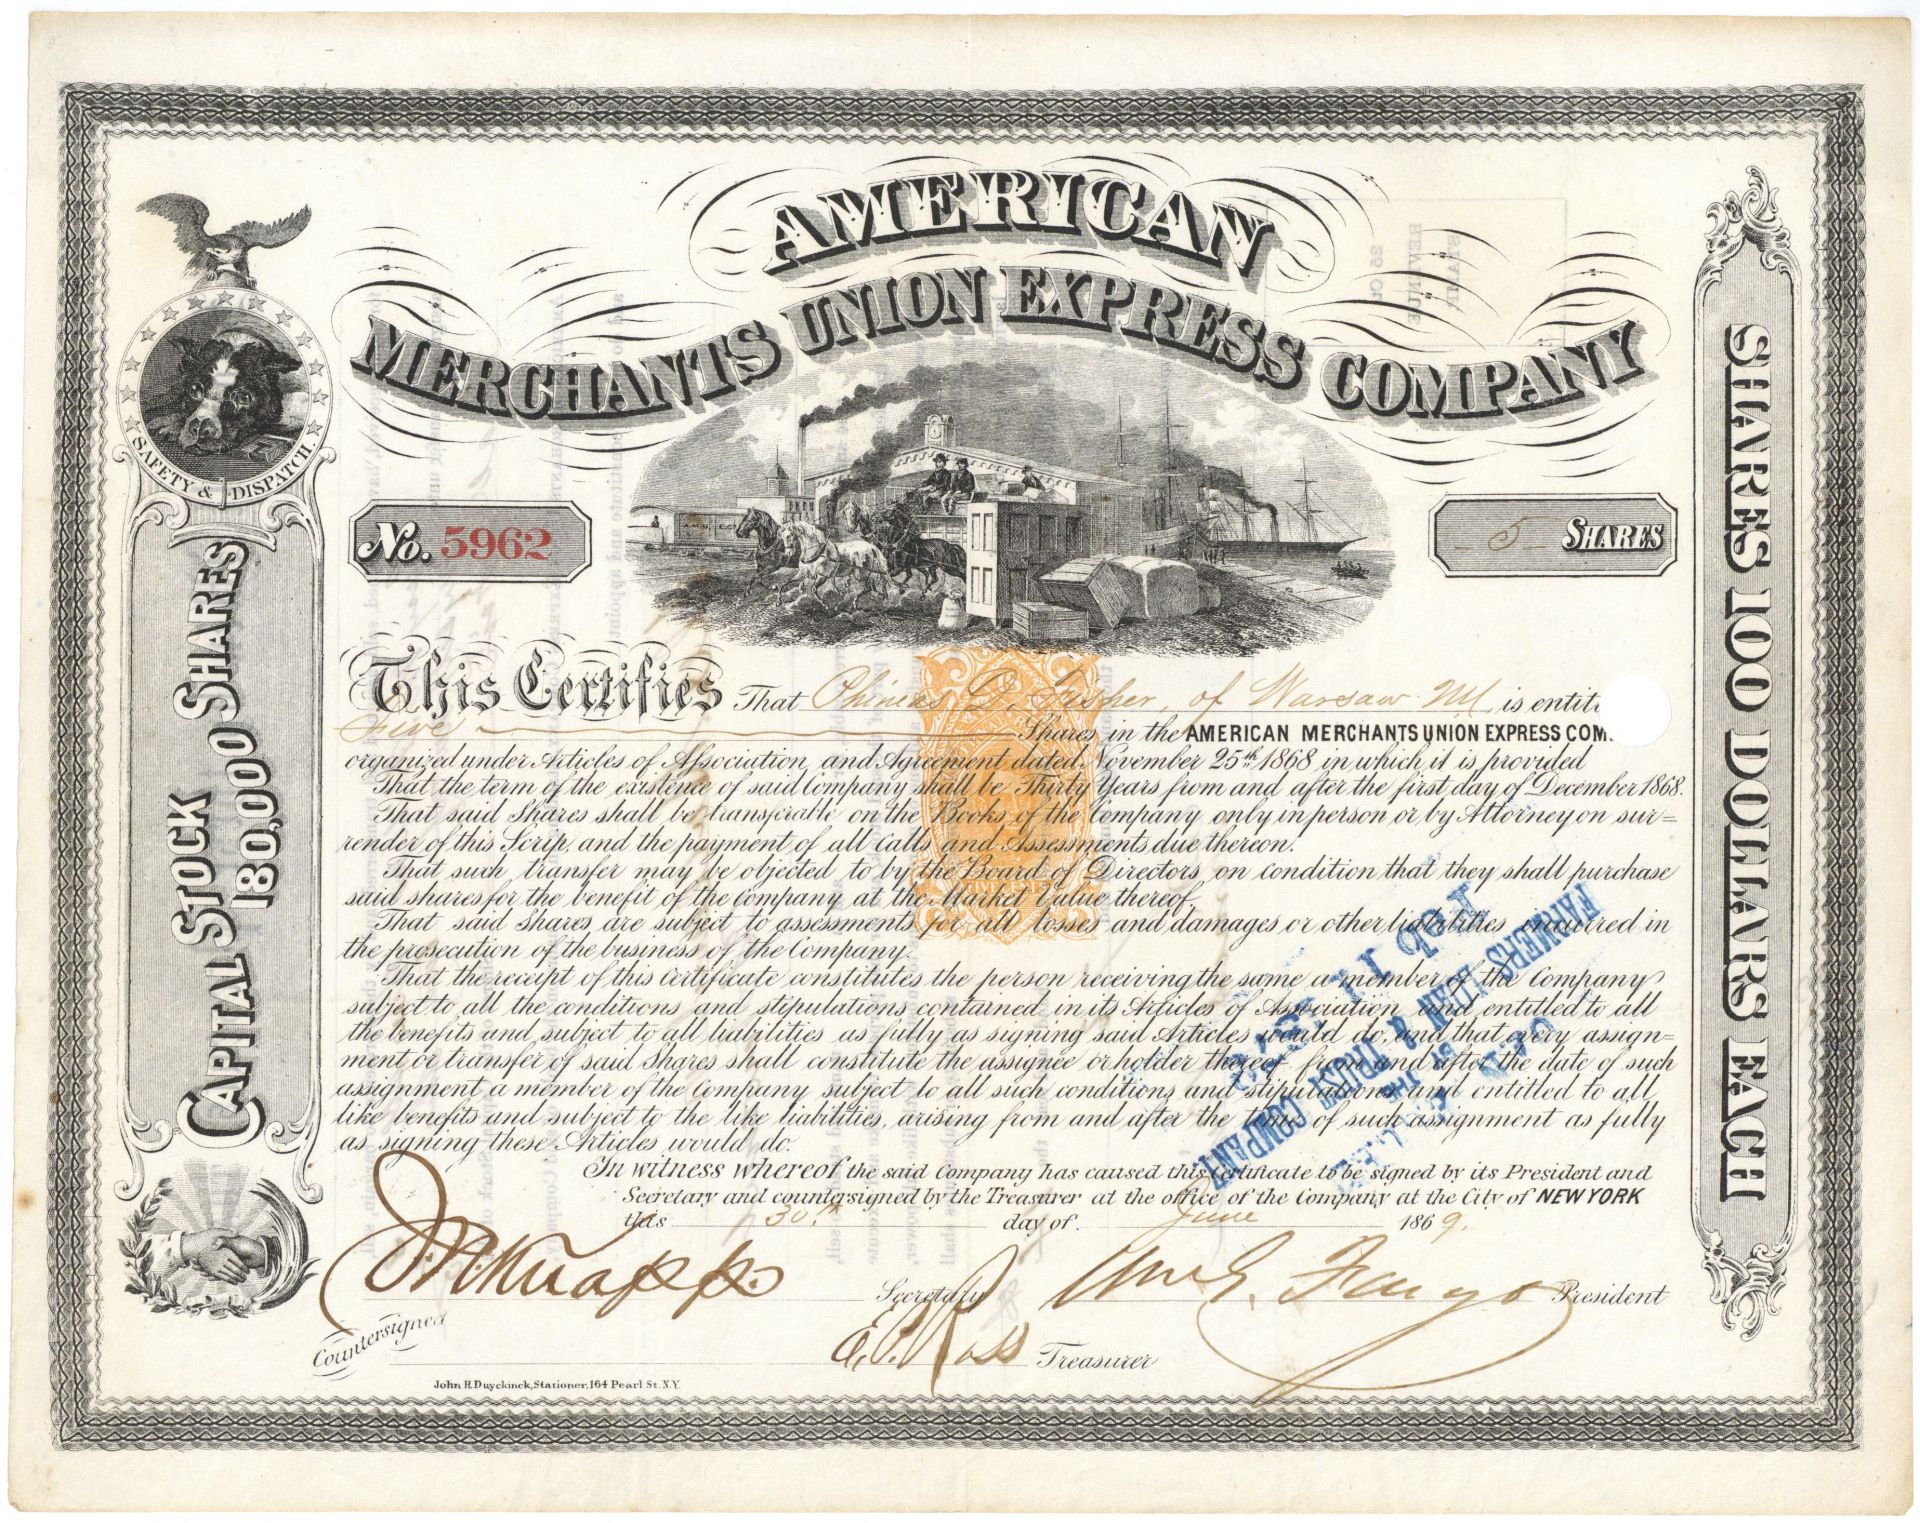 AMERICAN
MERCHANTS UNION EXPRESS COMPANY
SAFETY & DISPATCH.
No. 5962
5 SHARES
CAPITAL STOCK
180,000 SHARES
SHARES 100 DOLLARS EACH
This Certifies That Phineas D. Fisher, of Warsaw is entit
Five Shares in the AMERICAN MERCHANTS UNION EXPRESS COM
organized under Articles of Association, and Agreement dated November 25th 1868, in which it is provided
That the term of the existence of said Company shall be Thirty Years from and after the first day of December 1868.
That said Shares shall be transferable on the Books of the Company only in person or by Attorney on sur=
render of this Scrip, and the payment of all Calls and Assessments due thereon.
That such transfer may be objected to by the Board of Directors, on condition that they shall purchase
said shares for the benefit of the Company at the Market Value thereof.
That said Shares are subject to assessments for all losses and damages or other liabilities incurred in
the prosecution of the business of the Company.
That the receipt of this certificate constitutes the person receiving the same a member of the Company
subject to all the conditions and stipulations contained in its Articles of Association and entitled to all
the benefits and subject to all liabilities as fully as signing said Articles would do; and that every assign=
ment or transfer of said Shares shall constitute the assignee or holder thereof from and after the date of such
assignment a member of the Company subject to all such conditions and stipulations and entitled to all
like benefits and subject to the like liabilities, arising from and after the time of such assignment as fully
as signing these Articles would do.
In witness whereof the said Company has caused this Certificate to be signed by its President and
Secretary and countersigned by the Treasurer at the office of the Company at the City of NEW YORK
this 30th day of June 1869.
J.N. Knapp Secretary Wm G. Fargo President
Countersigned
Ross Treasurer
John H. Duyckinck, Stationer, 164 Pearl St. N.Y.
FARMERS LOAN & TRUST COMPANY
STAMP
REVENUE
25 Ct